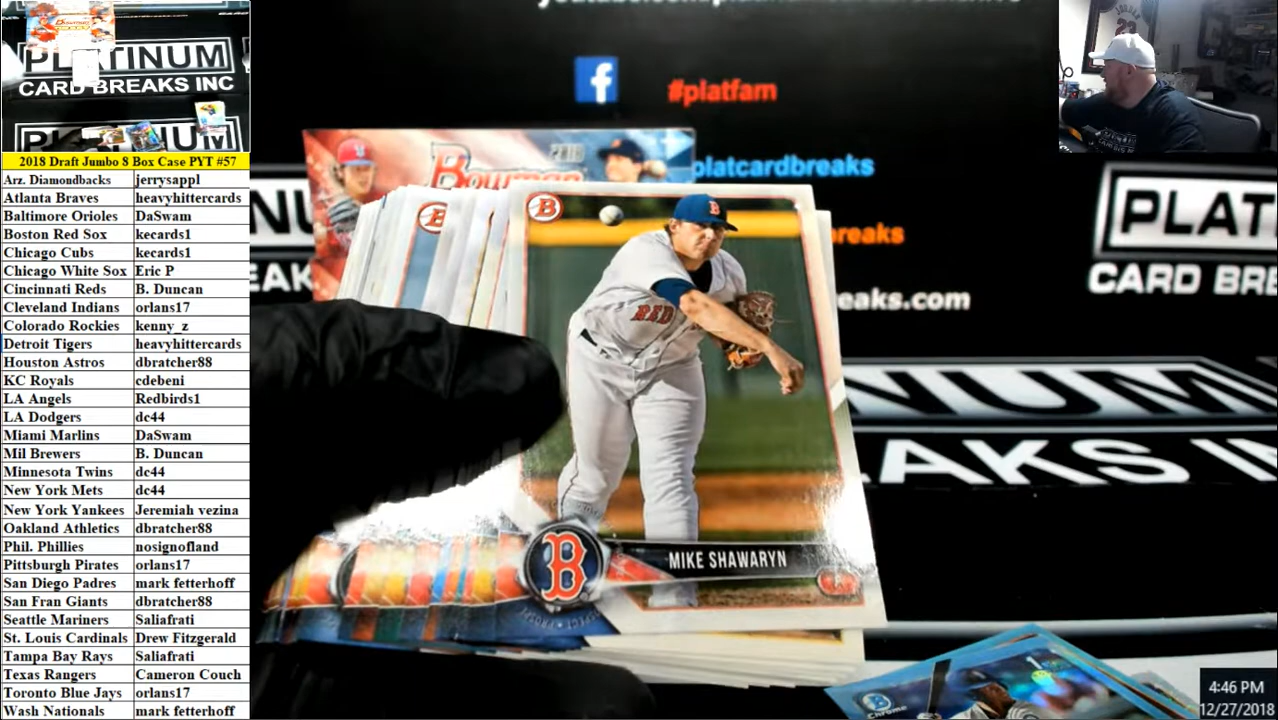 PLATINUM
CARD BREAKS INC
PLATINUM
2018 Draft Jumbo 8 Box Case PYT #57
Arz. Diamondbacks jerrysappl
Atlanta Braves heavyhittercards
Baltimore Orioles DaSwam
Boston Red Sox kecards1
Chicago Cubs kecards1
Chicago White Sox Eric P
Cincinnati Reds B. Duncan
Cleveland Indians orlans17
Colorado Rockies kenny_z
Detroit Tigers heavyhittercards
Houston Astros dbratcher88
KC Royals cdebeni
LA Angels Redbirds1
LA Dodgers dc44
Miami Marlins DaSwam
Mil Brewers B. Duncan
Minnesota Twins dc44
New York Mets dc44
New York Yankees Jeremiah vezina
Oakland Athletics dbratcher88
Phil. Phillies nosignofland
Pittsburgh Pirates orlans17
San Diego Padres mark fetterhoff
San Fran Giants dbratcher88
Seattle Mariners Saliafrati
St. Louis Cardinals Drew Fitzgerald
Tampa Bay Rays Saliafrati
Texas Rangers Cameron Couch
Toronto Blue Jays orlans17
Wash Nationals mark fetterhoff
f #platfam
2018
Bowman
platcardbreaks
breaks
eaks.com
B
RED
B MIKE SHAWARYN
PLAT
CARD BRE
NUM
AKS IN
Chrome
4:46 PM
12/27/2018